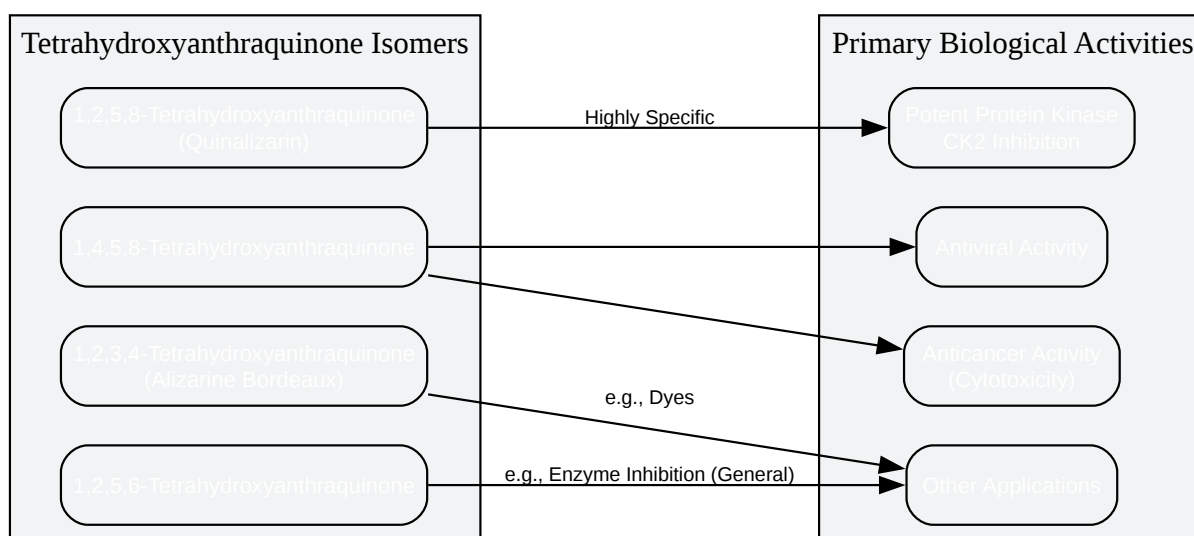 Tetrahydroxyanthraquinone Isomers
Primary Biological Activities
1,2,5,8-Tetrahydroxyanthraquinone
(Quinalizarin)
Highly Specific
Potent Protein Kinase
CK2 Inhibition
1,4,5,8-Tetrahydroxyanthraquinone
Antiviral Activity
1,2,3,4-Tetrahydroxyanthraquinone
(Alizarine Bordeaux)
Anticancer Activity
(Cytotoxicity)
e.g., Dyes
1,2,5,6-Tetrahydroxyanthraquinone
e.g., Enzyme Inhibition (General)
Other Applications